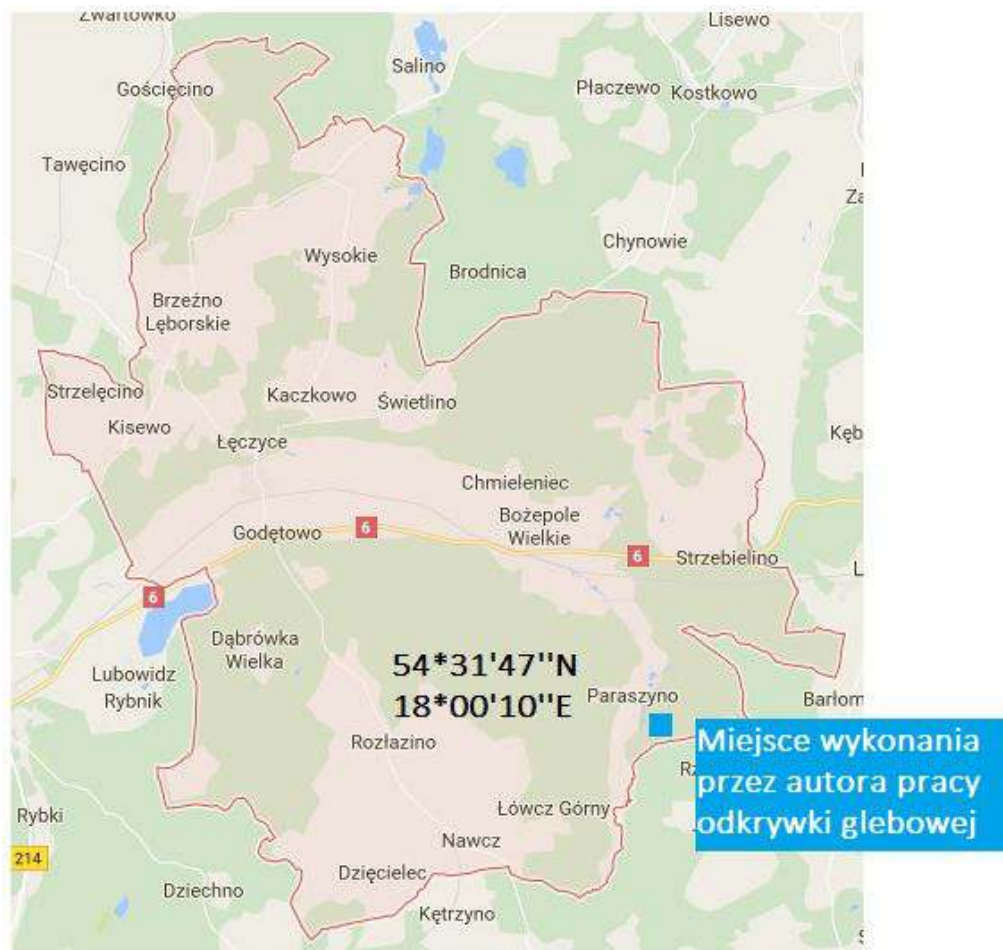 Zwartówko
Lisewo
Salino
Gościęcino
Płaczewo
Kostkowo
Tawęcino
Za
Chynowie
Wysokie
Brodnica
Brzeźno
Lęborskie
Strzelęcino
Kaczkowo
Świetlino
Kisewo
Łęczyce
Kęb
Chmieleniec
Bożepole
Wielkie
Godętowo
6
6
Strzebielino
6
L
Dąbrówka
Wielka
54*31'47''N
18*00'10''E
Lubowidz
Rybnik
Paraszyno
Barłom
Rozłazino
Miejsce wykonania
przez autora pracy
odkrywki glebowej
Rz
Rybki
Łówcz Górny
Nawcz
214
Dzięcielec
Dziechno
Kętrzyno